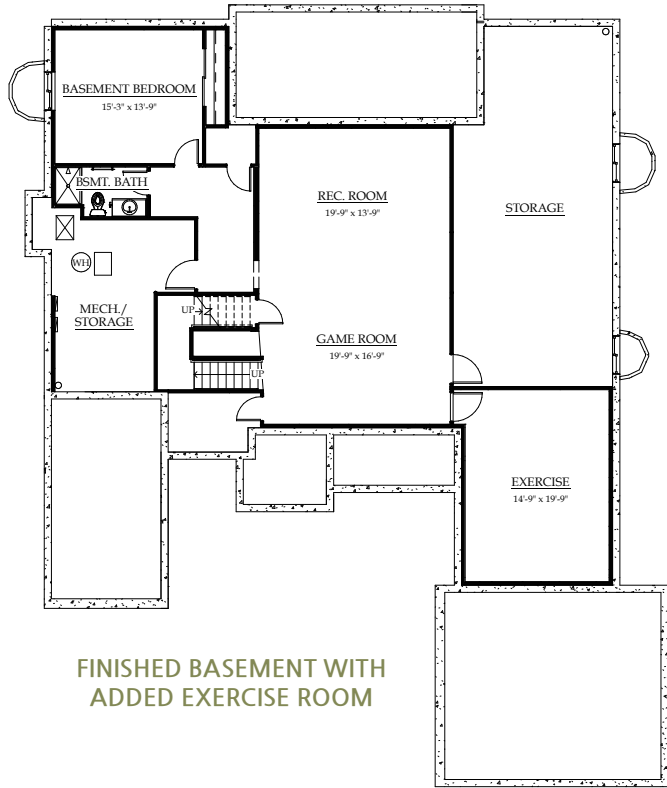 BASEMENT BEDROOM
15'-3" x 13'-9"
BSMT. BATH
REC. ROOM
19'-9" x 13'-9"
STORAGE
WH
MECH./
STORAGE
UP
GAME ROOM
19'-9" x 16'-9"
UP
EXERCISE
14'-9" x 19'-9"
FINISHED BASEMENT WITH
ADDED EXERCISE ROOM